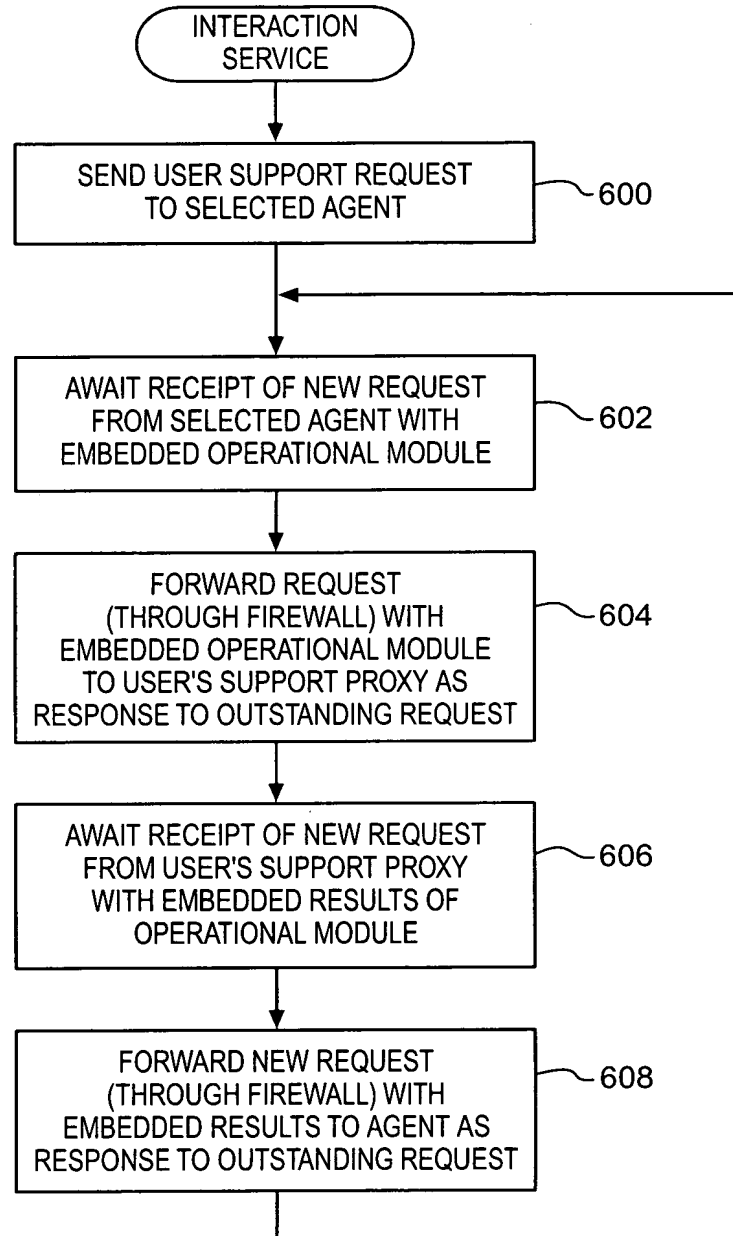 INTERACTION
SERVICE
SEND USER SUPPORT REQUEST
TO SELECTED AGENT
600
AWAIT RECEIPT OF NEW REQUEST
FROM SELECTED AGENT WITH
EMBEDDED OPERATIONAL MODULE
602
FORWARD REQUEST
(THROUGH FIREWALL) WITH
EMBEDDED OPERATIONAL MODULE
TO USER'S SUPPORT PROXY AS
RESPONSE TO OUTSTANDING REQUEST
604
AWAIT RECEIPT OF NEW REQUEST
FROM USER'S SUPPORT PROXY
WITH EMBEDDED RESULTS OF
OPERATIONAL MODULE
606
FORWARD NEW REQUEST
(THROUGH FIREWALL) WITH
EMBEDDED RESULTS TO AGENT AS
RESPONSE TO OUTSTANDING REQUEST
608